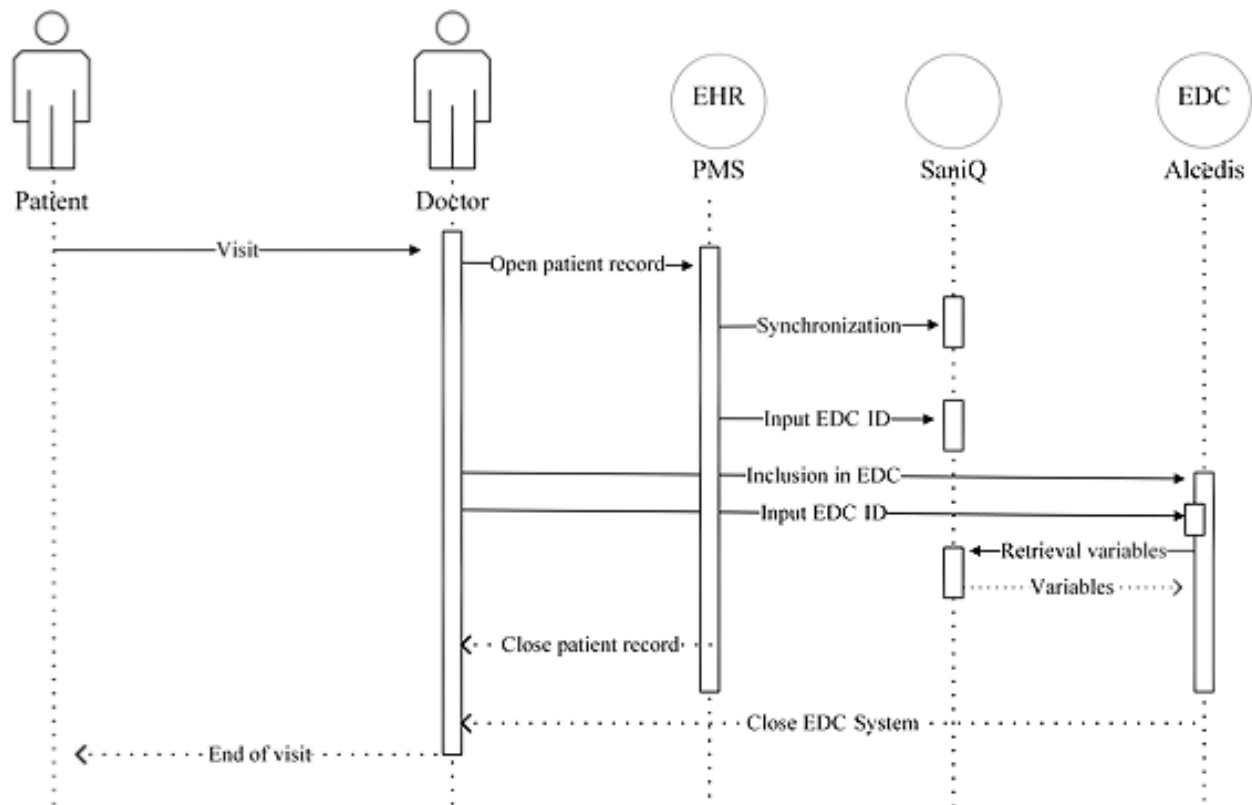 EHR
EDC
PMS
SaniQ
Alcedis
Patient
Doctor
Visit
Open patient record
Synchronization
Input EDC ID
Inclusion in EDC
Input EDC ID
Retrieval variables
Variables
Close patient record
Close EDC System
End of visit